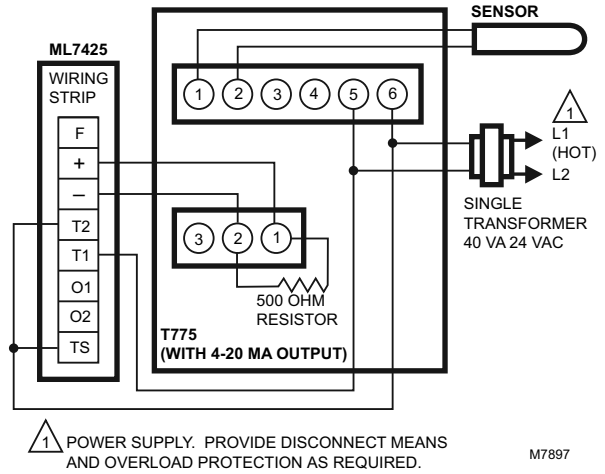 SENSOR
ML7425
WIRING
STRIP
1 2 3 4 5 6
1
L1
(HOT)
L2
F
+
–
T2
T1
O1
O2
TS
3 2 1
SINGLE
TRANSFORMER
40 VA 24 VAC
500 OHM
RESISTOR
T775
(WITH 4-20 MA OUTPUT)
1 POWER SUPPLY. PROVIDE DISCONNECT MEANS
AND OVERLOAD PROTECTION AS REQUIRED.
M7897